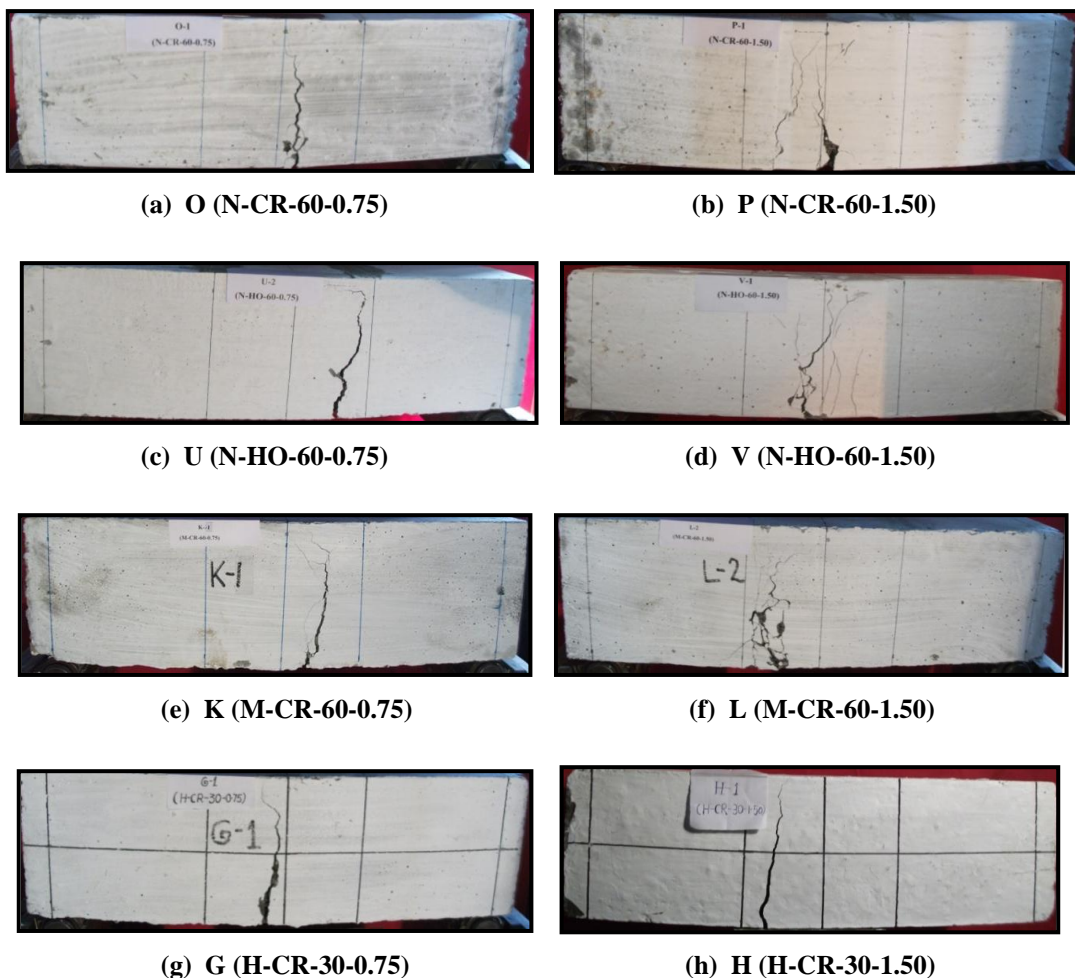 O-1
(N-CR-60-0.75)
P-1
(N-CR-60-1.50)
(a) O (N-CR-60-0.75)
(b) P (N-CR-60-1.50)
U-2
(N-HO-60-0.75)
V-1
(N-HO-60-1.50)
(c) U (N-HO-60-0.75)
(d) V (N-HO-60-1.50)
K-1
(M-CR-60-0.75)
K-1
L-2
(M-CR-60-1.50)
L-2
(e) K (M-CR-60-0.75)
(f) L (M-CR-60-1.50)
G-1
(H-CR-30-0.75)
G-1
H-1
(H-CR-30-1.50)
(g) G (H-CR-30-0.75)
(h) H (H-CR-30-1.50)